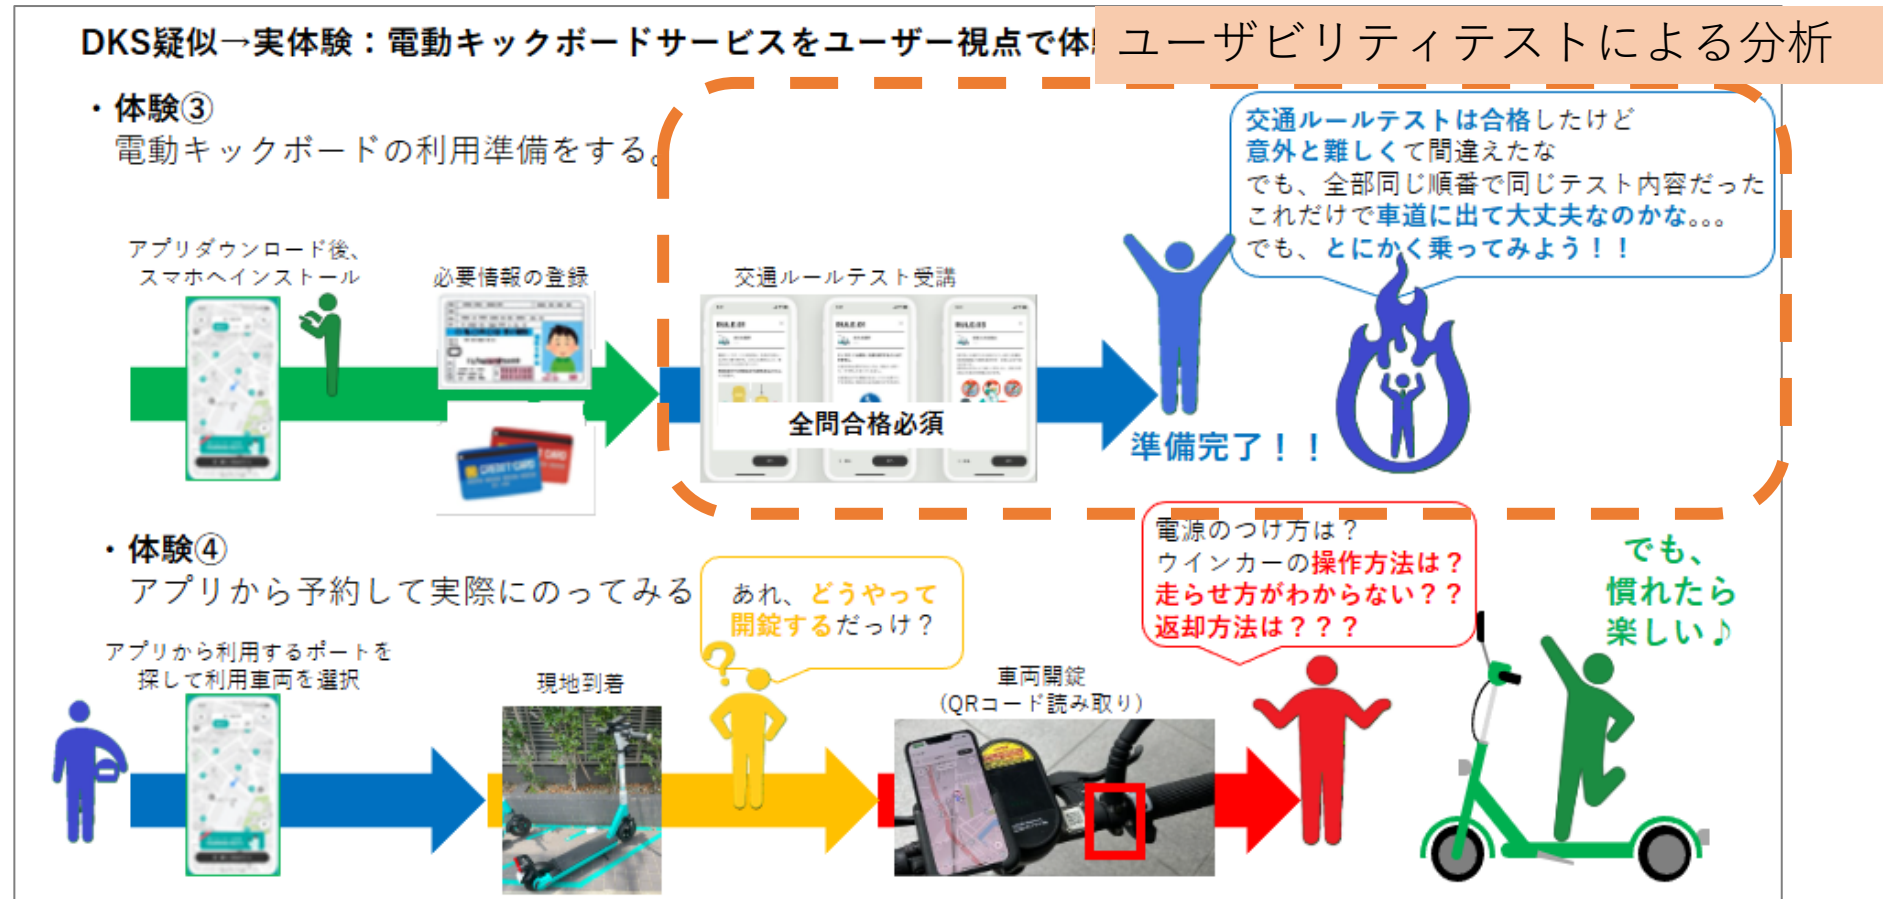 DKS疑似→実体験：電動キックボードサービスをユーザー視点で体
ユーザビリティテストによる分析
・体験③
電動キックボードの利用準備をする。
アプリダウンロード後、
スマホへインストール
必要情報の登録
CREDIT CARD
交通ルールテスト受講
RULE.01
RULE.01
RULE.03
全問合格必須
準備完了！！
交通ルールテストは合格したけど
意外と難しくて間違えたな
でも、全部同じ順番で同じテスト内容だった
これだけで車道に出て大丈夫なのかな。。。
でも、とにかく乗ってみよう！！
・体験④
アプリから予約して実際にのってみる
アプリから利用するポートを
探して利用車両を選択
現地到着
あれ、どうやって
開錠するだっけ？
?
車両開錠
(QRコード読み取り)
電源のつけ方は？
ウインカーの操作方法は？
走らせ方がわからない？？
返却方法は？？？
でも、
慣れたら
楽しい♪